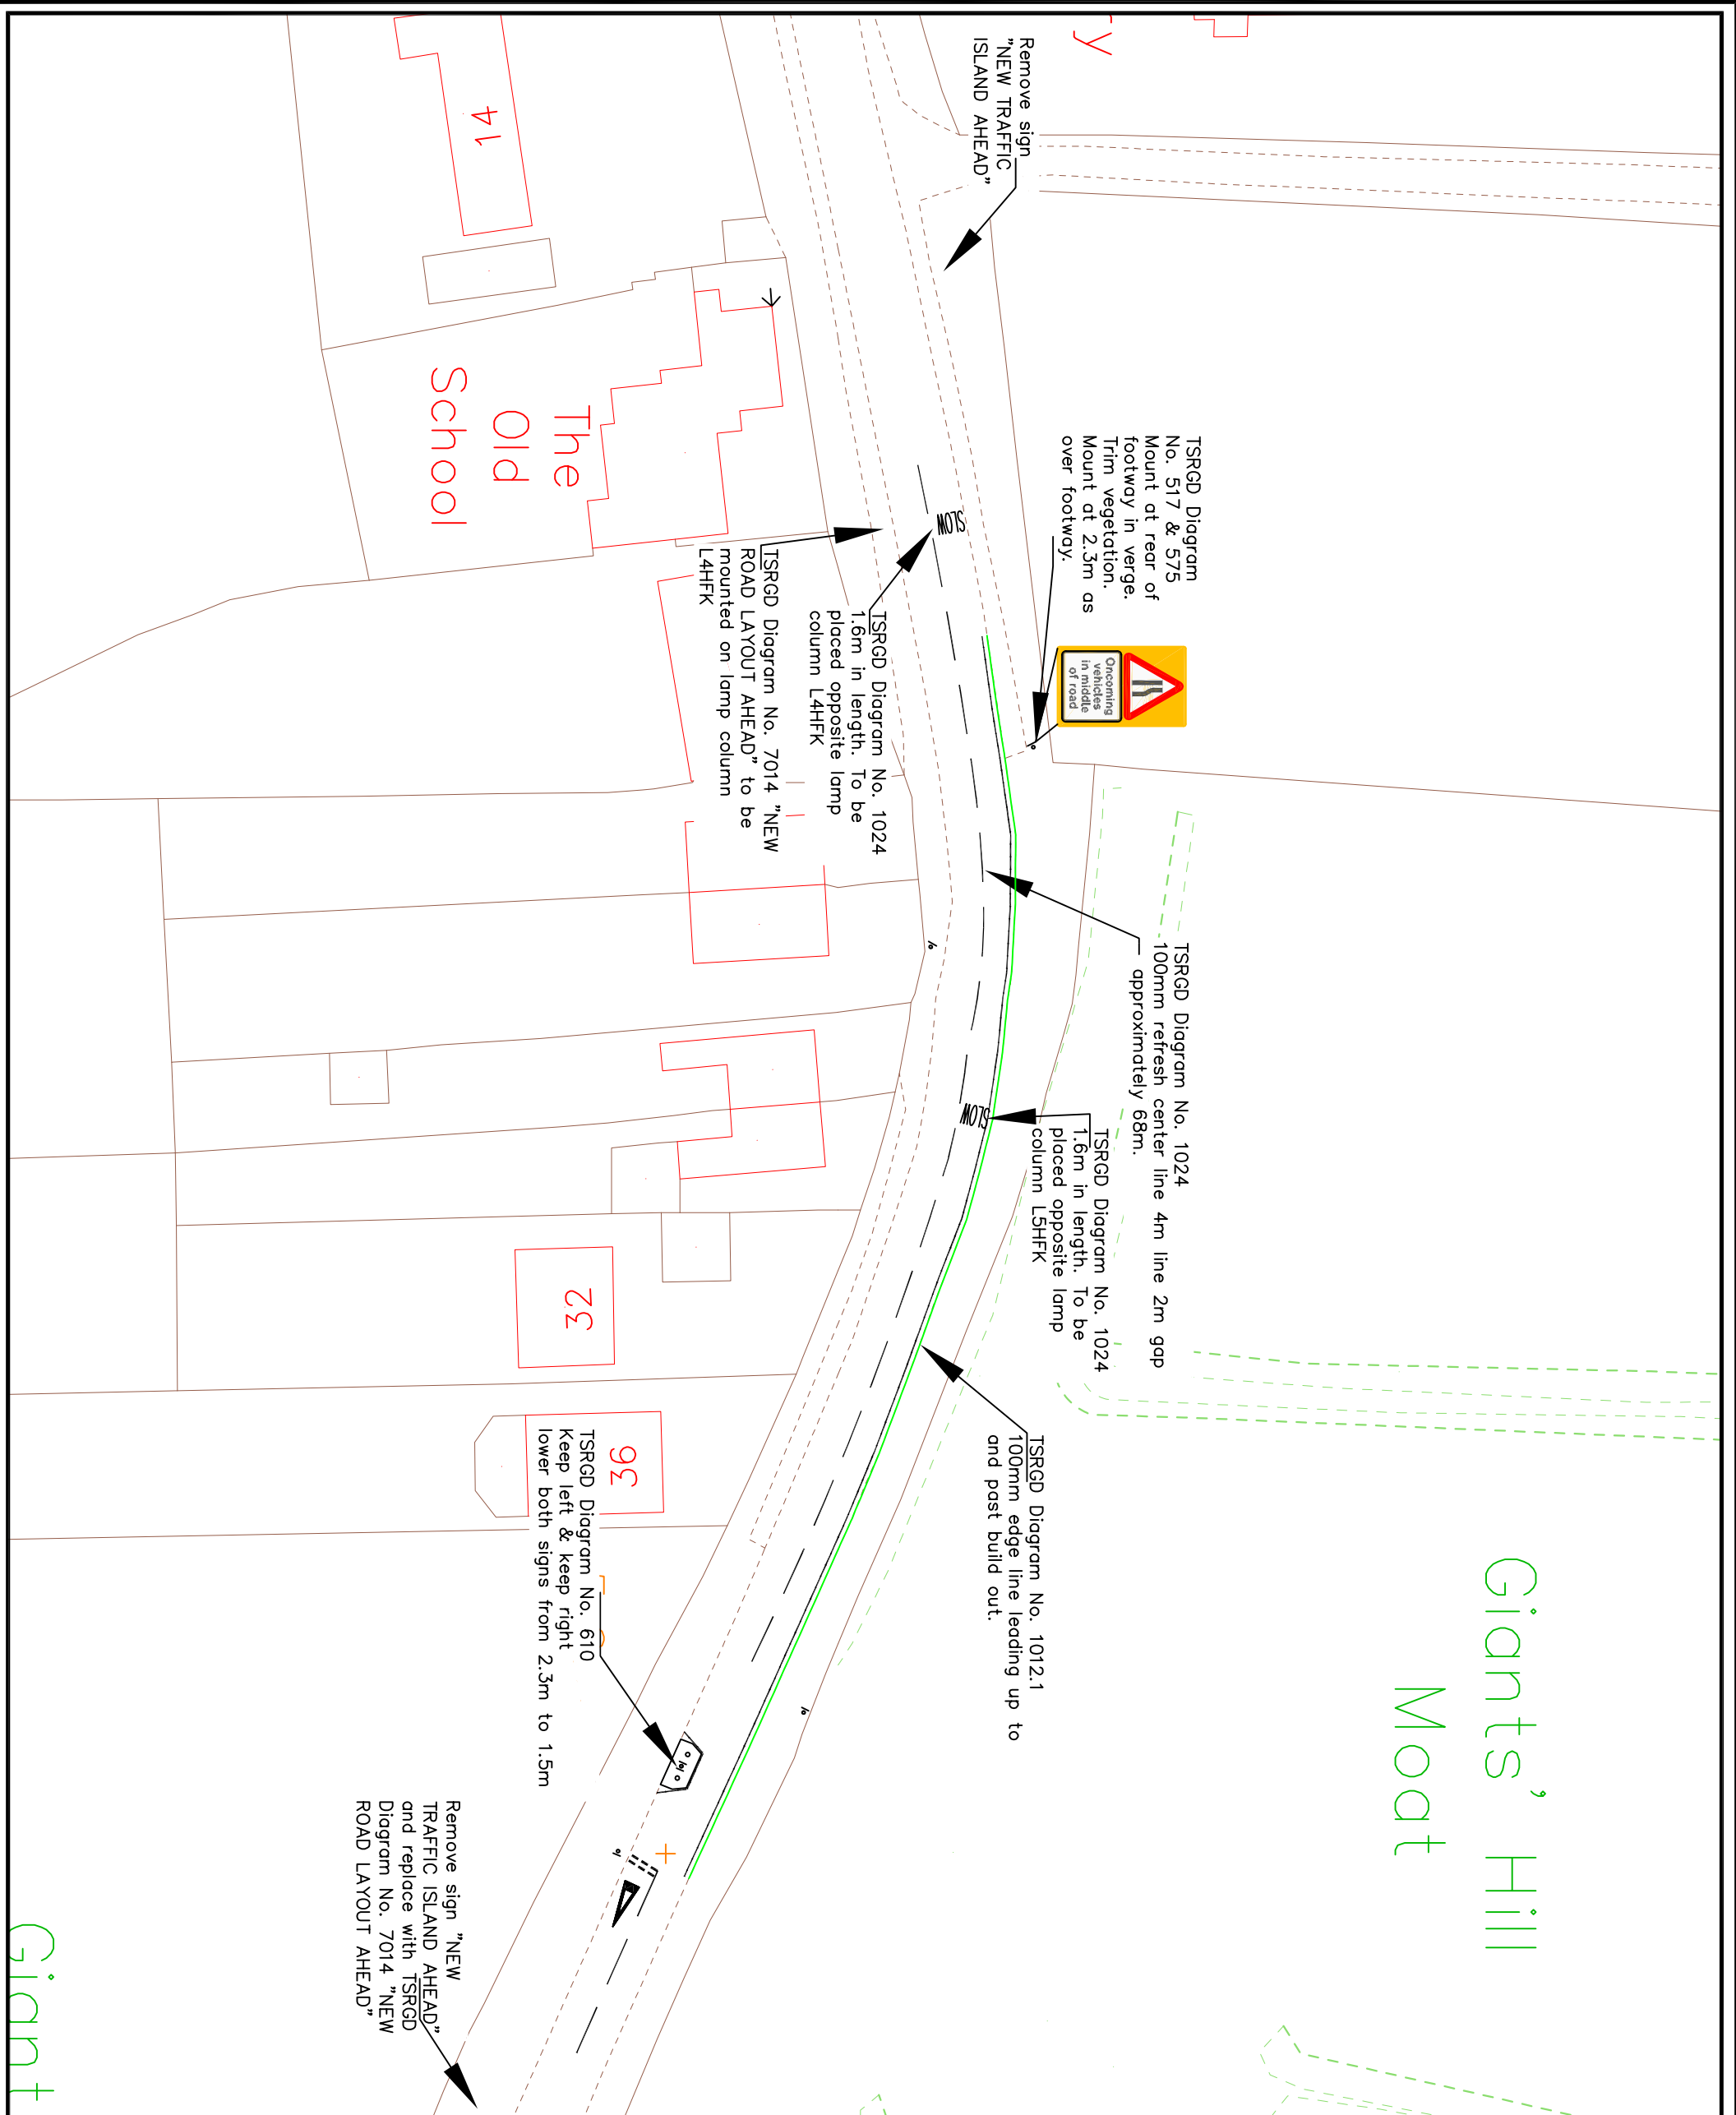 Remove sign
"NEW TRAFFIC
ISLAND AHEAD"
y
TSRGD Diagram
No. 517 & 575
Mount at rear of
footway in verge.
Trim vegetation.
Mount at 2.3m as
over footway.
Oncoming
vehicles
in middle
of road
TSRGD Diagram No. 1024
100mm refresh center line 4m line 2m gap
approximately 68m.
TSRGD Diagram No. 1024
1.6m in length. To be
placed opposite lamp
column L5HFK
TSRGD Diagram No. 1012.1
100mm edge line leading up to
and past build out.
Giants' Hill
Moat
SLOW
SLOW
TSRGD Diagram No. 1024
1.6m in length. To be
placed opposite lamp
column L4HFK
TSRGD Diagram No. 7014 "NEW
ROAD LAYOUT AHEAD" to be
mounted on lamp column
L4HFK
14
The
Old
School
32
36
TSRGD Diagram No. 610
Keep left & keep right
lower both signs from 2.3m to 1.5m
Remove sign "NEW
TRAFFIC ISLAND AHEAD"
and replace with TSRGD
Diagram No. 7014 "NEW
ROAD LAYOUT AHEAD"
Giant